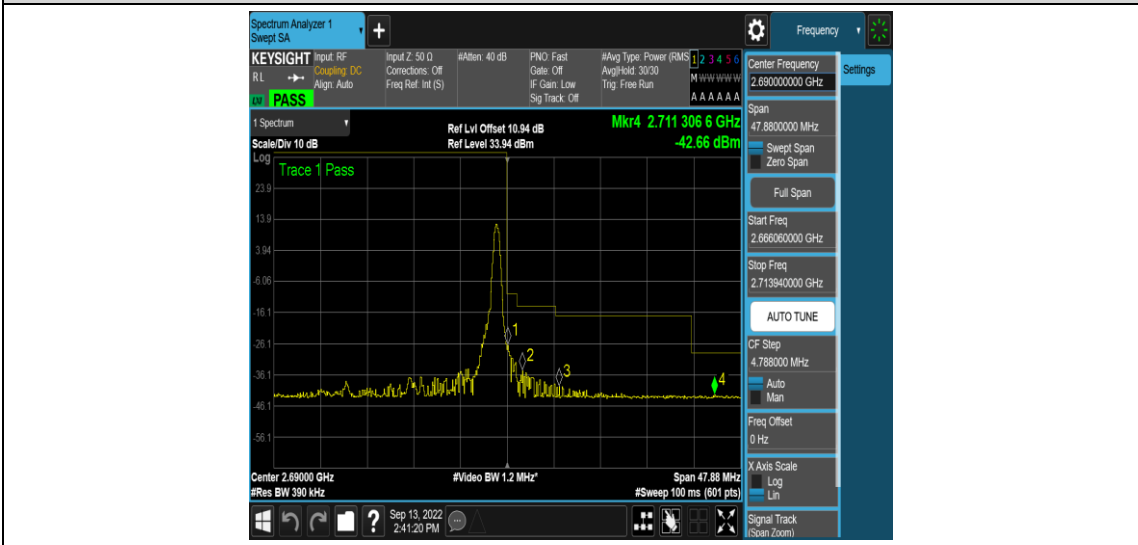 Spectrum Analyzer 1
Swept SA
+
Frequency
KEYSIGHT
RL
PASS
Input: RF
Coupling: DC
Align: Auto
Input Z: 50 Ω
Corrections: Off
Freq Ref: Int (S)
#Atten: 40 dB
PNO: Fast
Gate: Off
IF Gain: Low
Sig Track: Off
#Avg Type: Power (RMS
Avg|Hold: 30/30
Trig: Free Run
1 2 3 4 5 6
M W W W W W
A A A A A A
Center Frequency
2.690000000 GHz
Settings
Span
47.8800000 MHz
Swept Span
Zero Span
Full Span
Start Freq
2.666060000 GHz
Stop Freq
2.713940000 GHz
AUTO TUNE
CF Step
4.788000 MHz
Auto
Man
Freq Offset
0 Hz
X Axis Scale
Log
Lin
Signal Track
(Span Zoom)
1 Spectrum
Scale/Div 10 dB
Ref Lvl Offset 10.94 dB
Ref Level 33.94 dBm
Mkr4 2.711 306 6 GHz
-42.66 dBm
Log
Trace 1 Pass
23.9
13.9
3.94
-6.06
-16.1
-26.1
-36.1
-46.1
-56.1
1
2
3
4
Center 2.69000 GHz
#Res BW 390 kHz
#Video BW 1.2 MHz*
Span 47.88 MHz
#Sweep 100 ms (601 pts)
?
Sep 13, 2022
2:41:20 PM